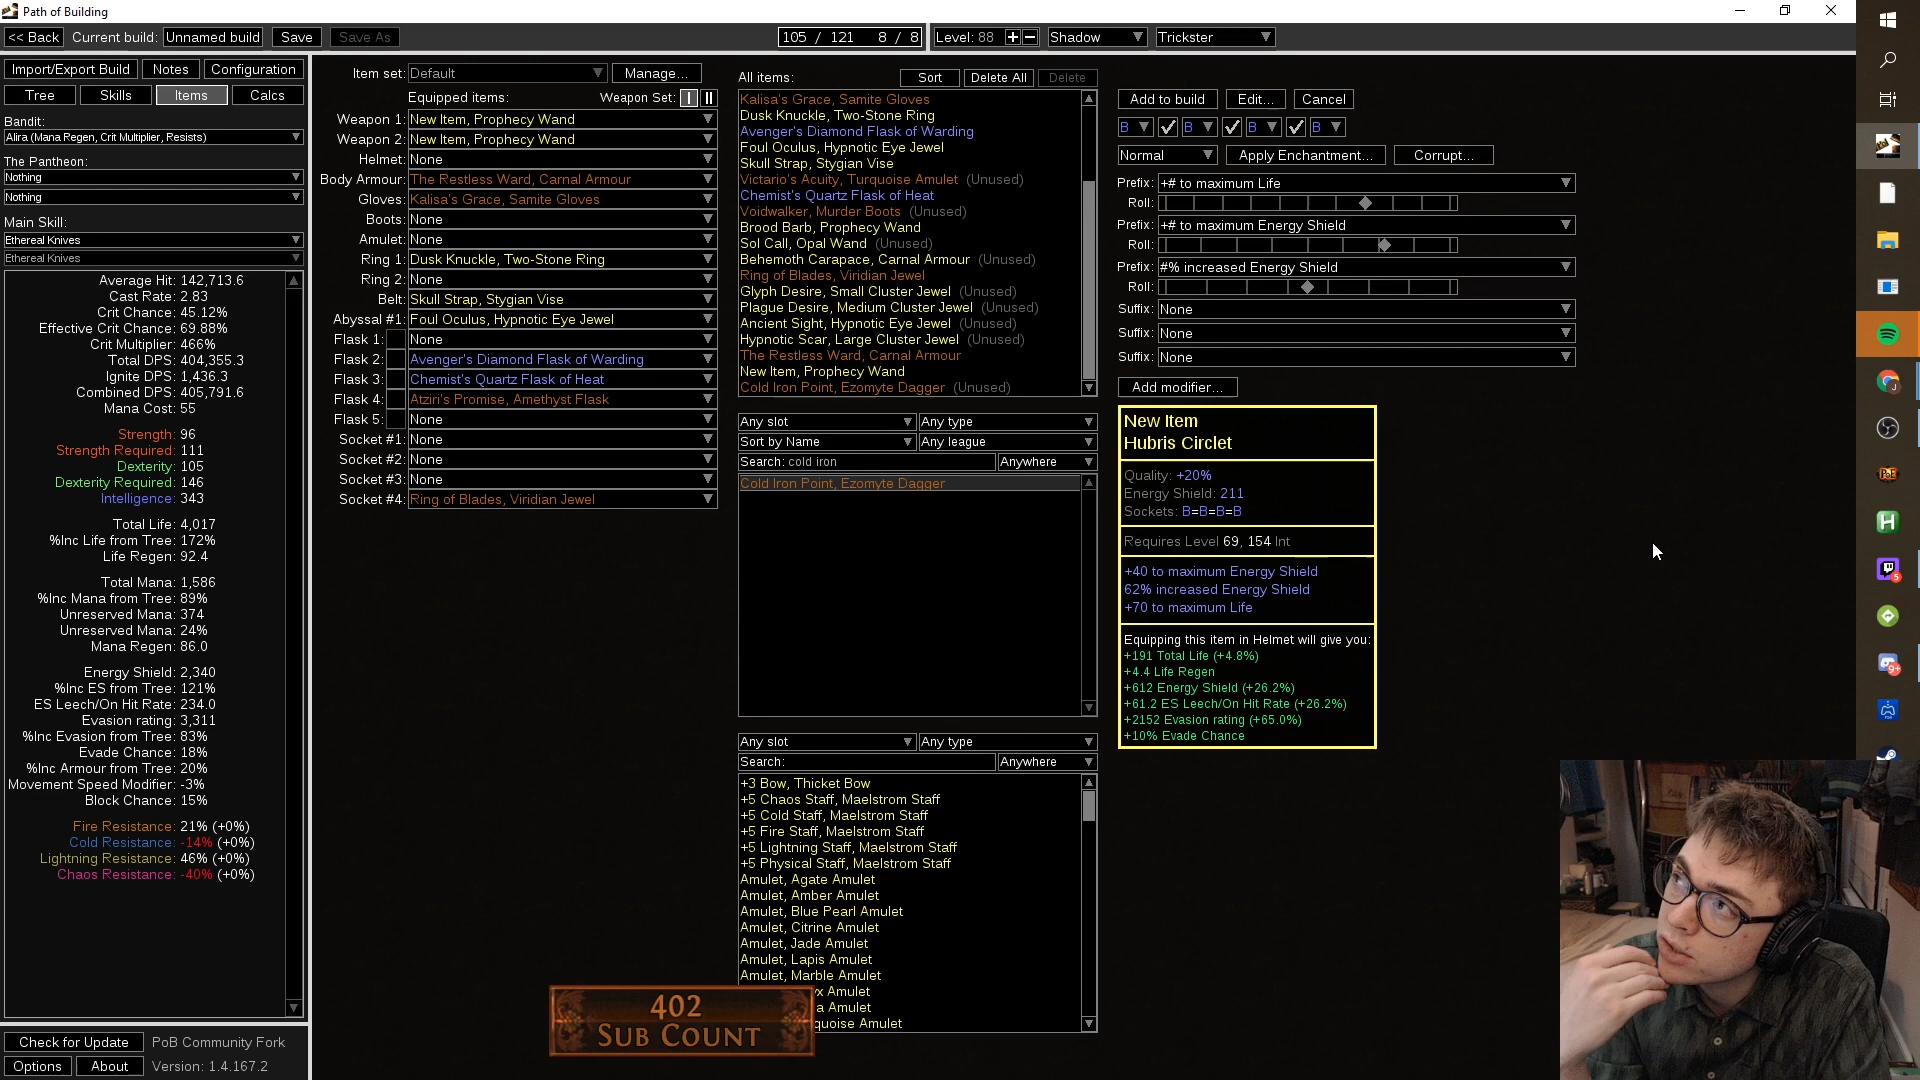 Path of Building
<< Back
Current build: Unnamed build
Save
Save As
105 / 121 8 / 8
Level: 88
+
Shadow
Trickster
Import/Export Build
Notes
Configuration
Tree
Skills
Items
Calcs
Bandit:
Alira (Mana Regen, Crit Multiplier, Resists)
The Pantheon:
Nothing
Nothing
Main Skill:
Ethereal Knives
Ethereal Knives
Average Hit: 142,713.6
Cast Rate: 2.83
Crit Chance: 45.12%
Effective Crit Chance: 69.88%
Crit Multiplier: 466%
Total DPS: 404,355.3
Ignite DPS: 1,436.3
Combined DPS: 405,791.6
Mana Cost: 55
Strength: 96
Strength Required: 111
Dexterity: 105
Dexterity Required: 146
Intelligence: 343
Total Life: 4,017
%Inc Life from Tree: 172%
Life Regen: 92.4
Total Mana: 1,586
%Inc Mana from Tree: 89%
Unreserved Mana: 374
Unreserved Mana: 24%
Mana Regen: 86.0
Energy Shield: 2,340
%Inc ES from Tree: 121%
ES Leech/On Hit Rate: 234.0
Evasion rating: 3,311
%Inc Evasion from Tree: 83%
Evade Chance: 18%
%Inc Armour from Tree: 20%
Movement Speed Modifier: -3%
Block Chance: 15%
Fire Resistance: 21% (+0%)
Cold Resistance: -14% (+0%)
Lightning Resistance: 46% (+0%)
Chaos Resistance: -40% (+0%)
Check for Update
PoB Community Fork
Options
About
Version: 1.4.167.2
Item set: Default
Manage...
Equipped items:
Weapon Set: I II
Weapon 1: New Item, Prophecy Wand
Weapon 2: New Item, Prophecy Wand
Helmet: None
Body Armour: The Restless Ward, Carnal Armour
Gloves: Kalisa's Grace, Samite Gloves
Boots: None
Amulet: None
Ring 1: Dusk Knuckle, Two-Stone Ring
Ring 2: None
Belt: Skull Strap, Stygian Vise
Abyssal #1: Foul Oculus, Hypnotic Eye Jewel
Flask 1: None
Flask 2: Avenger's Diamond Flask of Warding
Flask 3: Chemist's Quartz Flask of Heat
Flask 4: Atziri's Promise, Amethyst Flask
Flask 5: None
Socket #1: None
Socket #2: None
Socket #3: None
Socket #4: Ring of Blades, Viridian Jewel
All items:
Sort
Delete All
Delete
Kalisa's Grace, Samite Gloves
Dusk Knuckle, Two-Stone Ring
Avenger's Diamond Flask of Warding
Foul Oculus, Hypnotic Eye Jewel
Skull Strap, Stygian Vise
Victario's Acuity, Turquoise Amulet (Unused)
Chemist's Quartz Flask of Heat
Voidwalker, Murder Boots (Unused)
Brood Barb, Prophecy Wand
Sol Call, Opal Wand (Unused)
Behemoth Carapace, Carnal Armour (Unused)
Ring of Blades, Viridian Jewel
Glyph Desire, Small Cluster Jewel (Unused)
Plague Desire, Medium Cluster Jewel (Unused)
Ancient Sight, Hypnotic Eye Jewel (Unused)
Hypnotic Scar, Large Cluster Jewel (Unused)
The Restless Ward, Carnal Armour
New Item, Prophecy Wand
Cold Iron Point, Ezomyte Dagger (Unused)
Any slot
Any type
Sort by Name
Any league
Search: cold iron
Anywhere
Cold Iron Point, Ezomyte Dagger
Any slot
Any type
Search:
Anywhere
+3 Bow, Thicket Bow
+5 Chaos Staff, Maelstrom Staff
+5 Cold Staff, Maelstrom Staff
+5 Fire Staff, Maelstrom Staff
+5 Lightning Staff, Maelstrom Staff
+5 Physical Staff, Maelstrom Staff
Amulet, Agate Amulet
Amulet, Amber Amulet
Amulet, Blue Pearl Amulet
Amulet, Citrine Amulet
Amulet, Jade Amulet
Amulet, Lapis Amulet
Amulet, Marble Amulet
x Amulet
a Amulet
quoise Amulet
402
SUB COUNT
Add to build
Edit...
Cancel
B B B B
Normal
Apply Enchantment...
Corrupt...
Prefix: +# to maximum Life
Roll:
Prefix: +# to maximum Energy Shield
Roll:
Prefix: #% increased Energy Shield
Roll:
Suffix: None
Suffix: None
Suffix: None
Add modifier...
New Item
Hubris Circlet
Quality: +20%
Energy Shield: 211
Sockets: B=B=B=B
Requires Level 69, 154 Int
+40 to maximum Energy Shield
62% increased Energy Shield
+70 to maximum Life
Equipping this item in Helmet will give you:
+191 Total Life (+4.8%)
+4.4 Life Regen
+612 Energy Shield (+26.2%)
+61.2 ES Leech/On Hit Rate (+26.2%)
+2152 Evasion rating (+65.0%)
+10% Evade Chance
H
5
9+